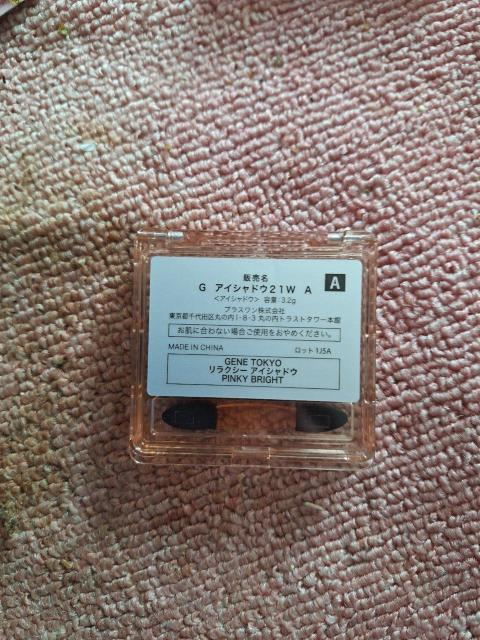 販売名
G アイシャドウ21W A
A
<アイシャドウ> 容量:3.2g
プラスワン株式会社
東京都千代田区丸の内1-8-3 丸の内トラストタワー本館
お肌に合わない場合ご使用をおやめください。
MADE IN CHINA ロット 1J5A
GENE TOKYO
リラクシー アイシャドウ
PINKY BRIGHT